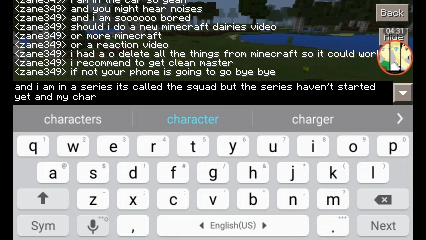 <zane349> i am in the car so yeah
<zane349> and you might hear noises
<zane349> and i am soooooo bored
<zane349> should i do a new minecraft dairies video
<zane349> or more minecraft
<zane349> or a reaction video
<zane349> i had a o delete all the things from minecraft so it could wor
<zane349> i recommend to get clean master
<zane349> if not your phone is going to go bye bye
Back
04:31
Hide
and i am in a series its called the squad but the series haven't started
yet and my char
characters character charger
q w e r t y u i o p
a s d f g h j k l
z x c v b n m
Sym , English(US) . Next